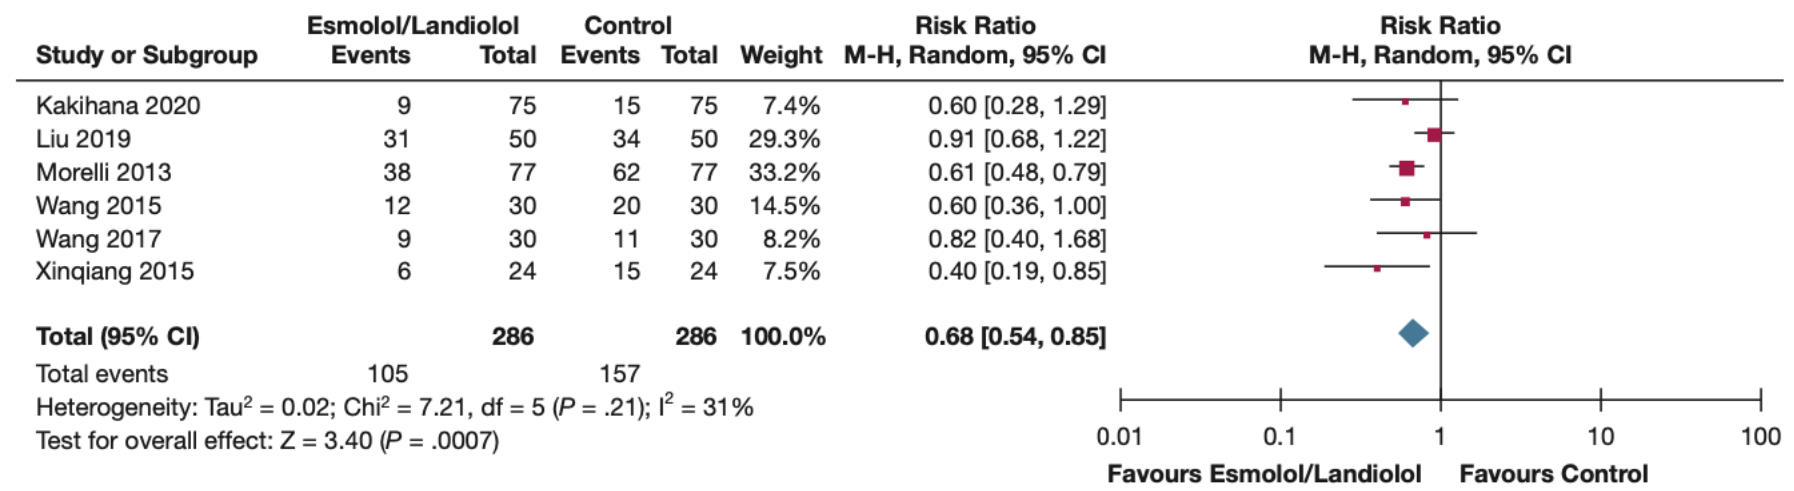 Esmolol/Landiolol Control Risk Ratio Risk Ratio
Study or Subgroup Events Total Events Total Weight M-H, Random, 95% CI M-H, Random, 95% CI
Kakihana 2020 9 75 15 75 7.4% 0.60 [0.28, 1.29]
Liu 2019 31 50 34 50 29.3% 0.91 [0.68, 1.22]
Morelli 2013 38 77 62 77 33.2% 0.61 [0.48, 0.79]
Wang 2015 12 30 20 30 14.5% 0.60 [0.36, 1.00]
Wang 2017 9 30 11 30 8.2% 0.82 [0.40, 1.68]
Xinqiang 2015 6 24 15 24 7.5% 0.40 [0.19, 0.85]
Total (95% CI) 286 286 100.0% 0.68 [0.54, 0.85]
Total events 105 157
Heterogeneity: Tau² = 0.02; Chi² = 7.21, df = 5 (P = .21); I² = 31%
Test for overall effect: Z = 3.40 (P = .0007)
0.01 0.1 1 10 100
Favours Esmolol/Landiolol Favours Control